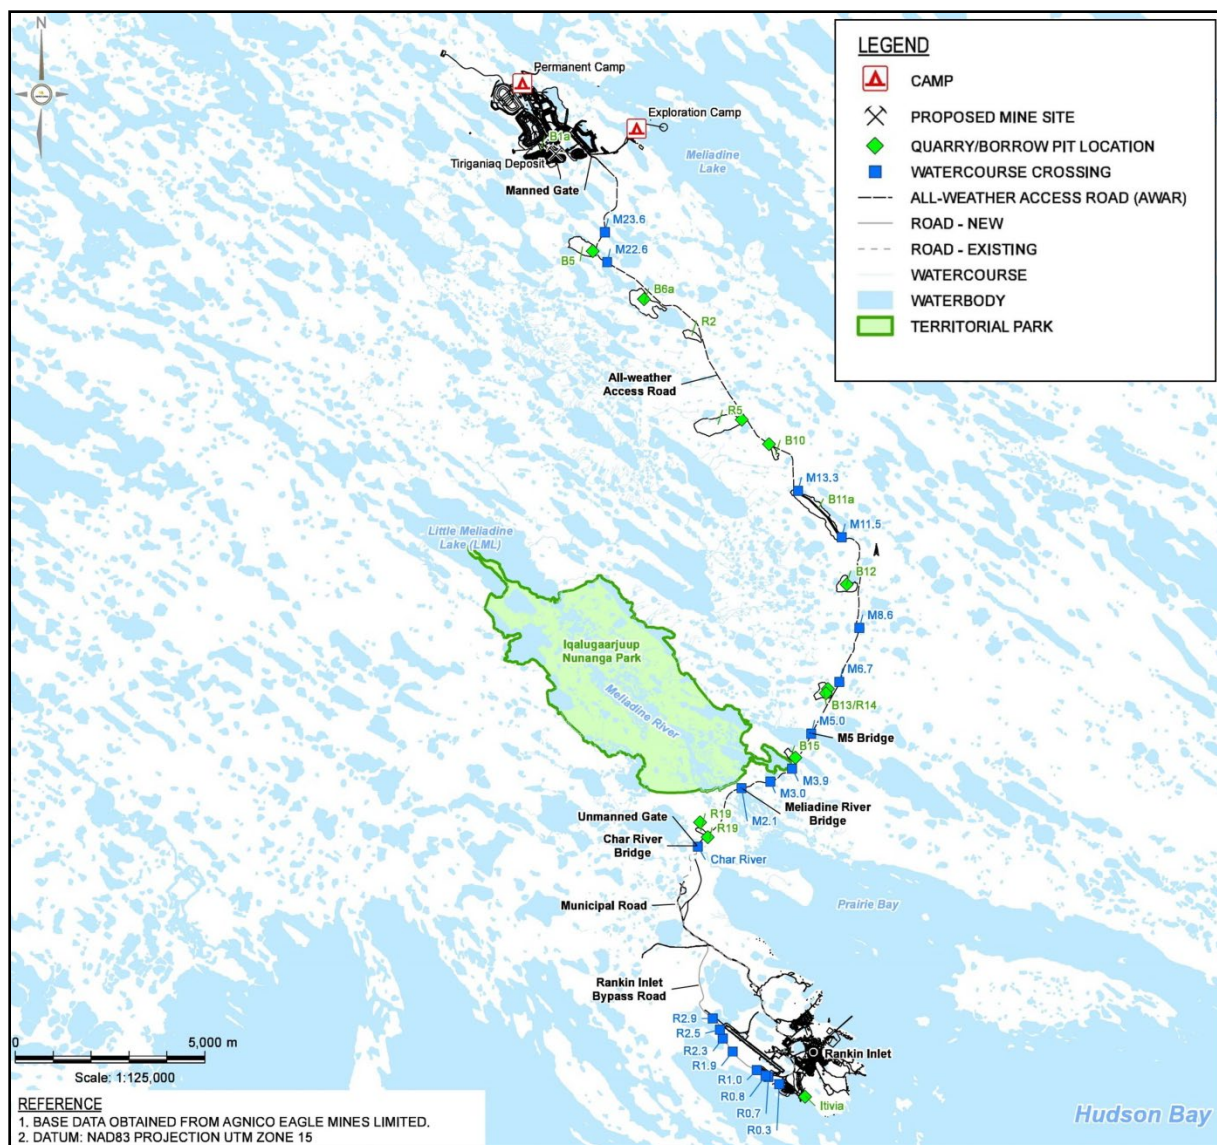 N
Permanent Camp
Exploration Camp
B1a
Tiriganiaq Deposit
Manned Gate
Meliadine
Lake
LEGEND
CAMP
PROPOSED MINE SITE
QUARRY/BORROW PIT LOCATION
WATERCOURSE CROSSING
ALL-WEATHER ACCESS ROAD (AWAR)
ROAD - NEW
ROAD - EXISTING
WATERCOURSE
WATERBODY
TERRITORIAL PARK
M23.6
M22.6
B5
B6a
R2
All-weather
Access Road
R5
B10
M13.3
B11a
M11.5
Little Meliadine
Lake (LML)
B12
M8.6
Iqalugaarjuup
Nunanga Park
Meliadine River
M6.7
B13/R14
M5.0
M5 Bridge
B15
M3.9
M3.0
Meliadine River
Bridge
M2.1
R19
R19
Unmanned Gate
Char River
Bridge
Char River
Municipal Road
Prairie Bay
Rankin Inlet
Bypass Road
R2.9
R2.5
R2.3
R1.9
R1.0
R0.8
R0.7
R0.3
Rankin Inlet
Itivia
Hudson Bay
0
5,000 m
Scale: 1:125,000
REFERENCE
1. BASE DATA OBTAINED FROM AGNICO EAGLE MINES LIMITED.
2. DATUM: NAD83 PROJECTION UTM ZONE 15